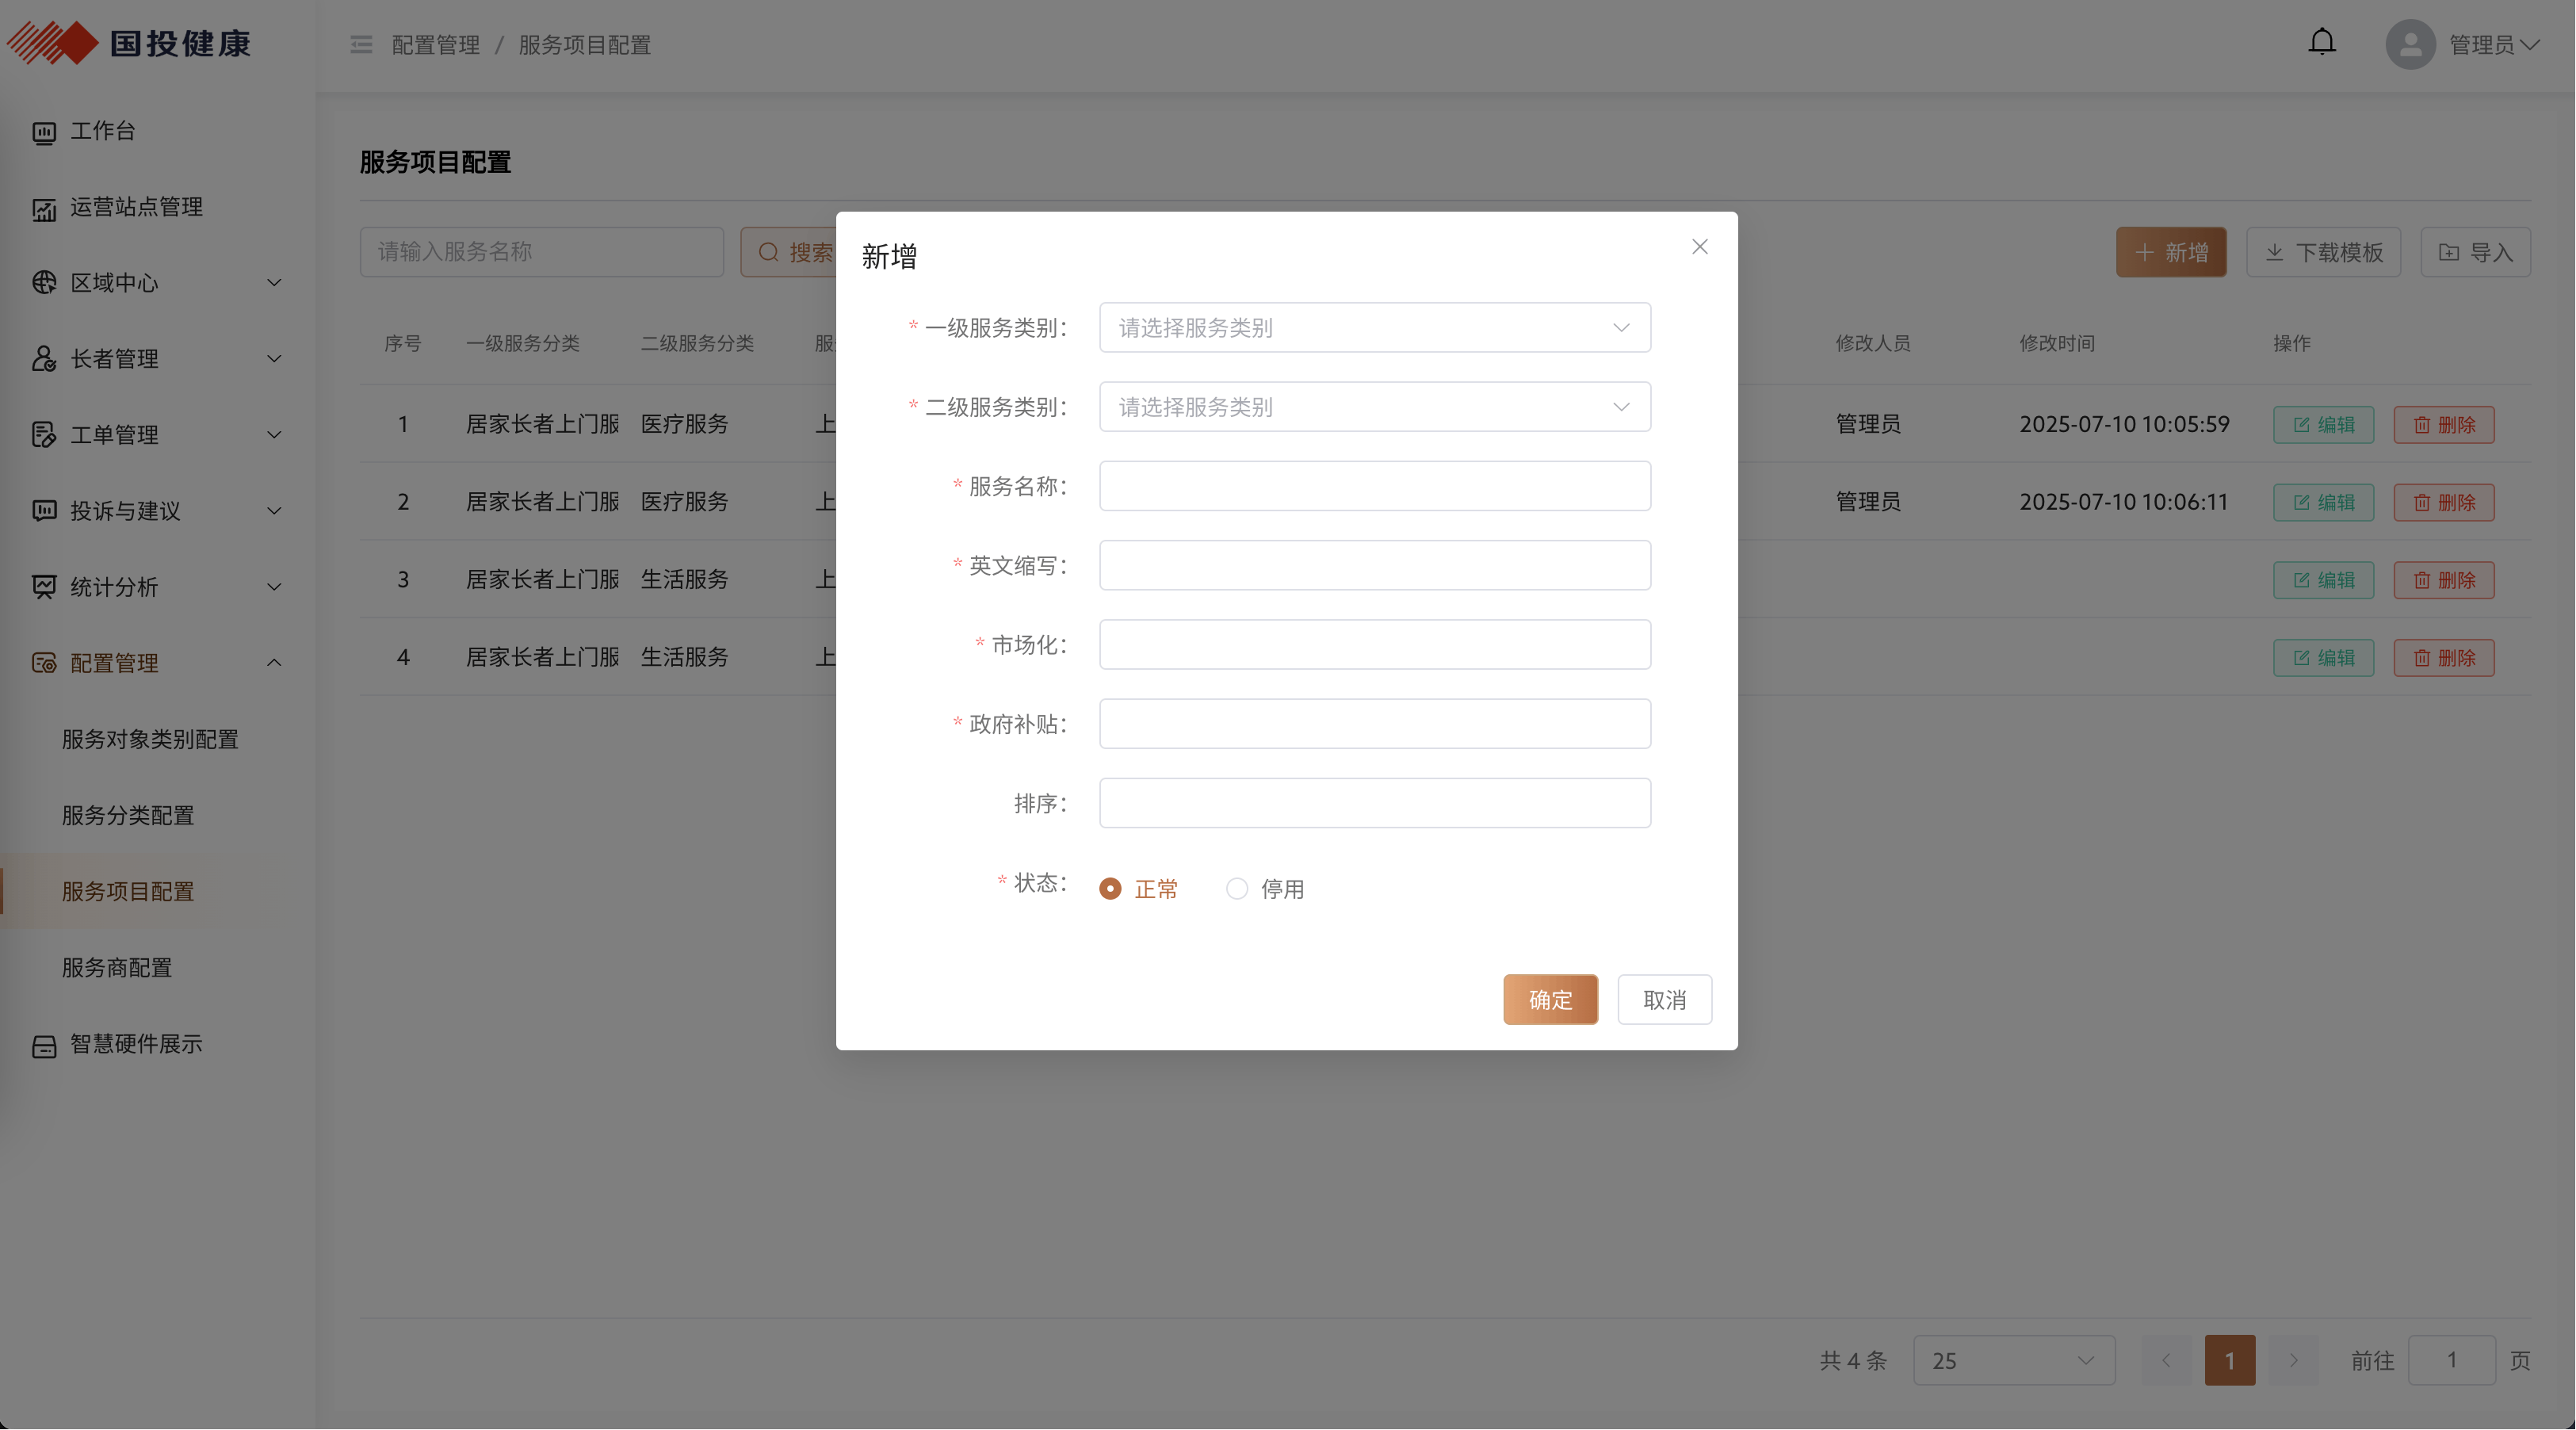 国投健康
配置管理 / 服务项目配置
管理员
工作台
运营站点管理
区域中心
长者管理
工单管理
投诉与建议
统计分析
配置管理
服务对象类别配置
服务分类配置
服务项目配置
服务商配置
智慧硬件展示
服务项目配置
请输入服务名称
搜索
新增
下载模板
导入
序号 一级服务分类 二级服务分类 服 修改人员 修改时间 操作
1 居家长者上门服 医疗服务 上 管理员 2025-07-10 10:05:59 编辑 删除
2 居家长者上门服 医疗服务 上 管理员 2025-07-10 10:06:11 编辑 删除
3 居家长者上门服 生活服务 上 编辑 删除
4 居家长者上门服 生活服务 上 编辑 删除
新增
* 一级服务类别： 请选择服务类别
* 二级服务类别： 请选择服务类别
* 服务名称：
* 英文缩写：
* 市场化：
* 政府补贴：
排序：
* 状态： 正常 停用
确定 取消
共 4 条 25 1 前往 1 页